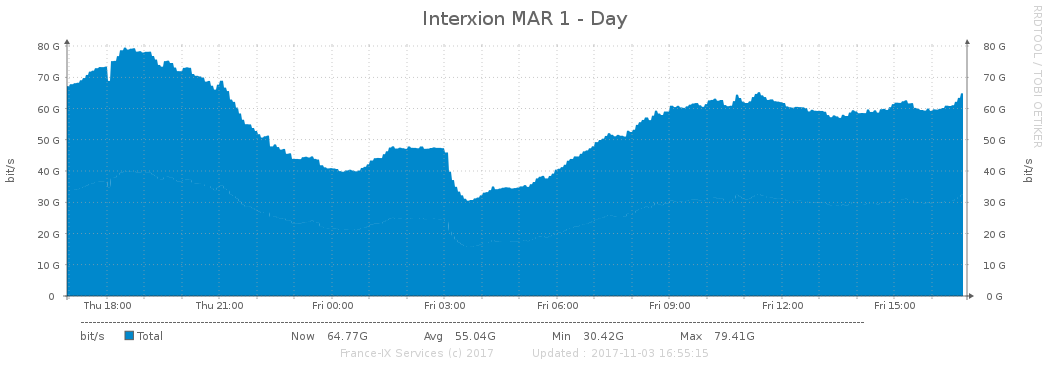 Interxion MAR 1 - Day
RRDTOOL / TOBI OETIKER
80 G 80 G
70 G 70 G
60 G 60 G
50 G 50 G
40 G 40 G
30 G 30 G
20 G 20 G
10 G 10 G
0 0 G
bit/s bit/s
Thu 18:00 Thu 21:00 Fri 00:00 Fri 03:00 Fri 06:00 Fri 09:00 Fri 12:00 Fri 15:00
bit/s Total Now 64.77G Avg 55.04G Min 30.42G Max 79.41G
France-IX Services (c) 2017 Updated : 2017-11-03 16:55:15